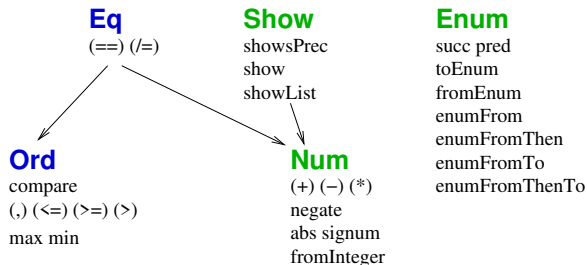 Eq
(==) (/=)
Show
showsPrec
show
showList
Enum
succ pred
toEnum
fromEnum
enumFrom
enumFromThen
enumFromTo
enumFromThenTo
Ord
compare
(,) (<=) (>=) (>)
max min
Num
(+) (−) (*)
negate
abs signum
fromInteger